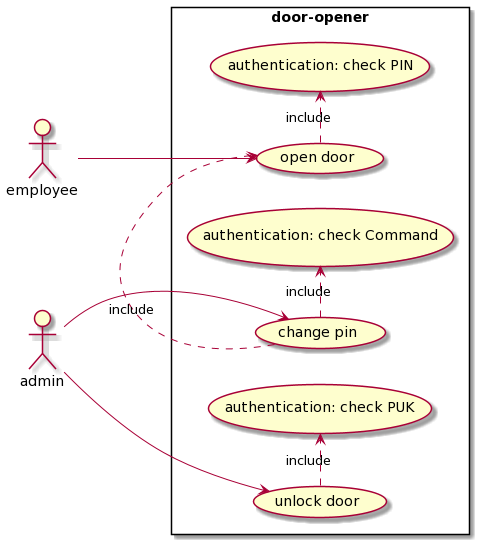 door-opener
authentication: check PIN
include
open door
employee
authentication: check Command
include
include
change pin
admin
authentication: check PUK
include
unlock door